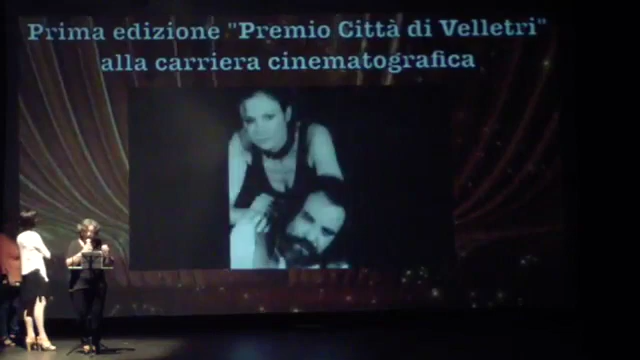 Prima edizione "Premio Città di Velletri"
alla carriera cinematografica